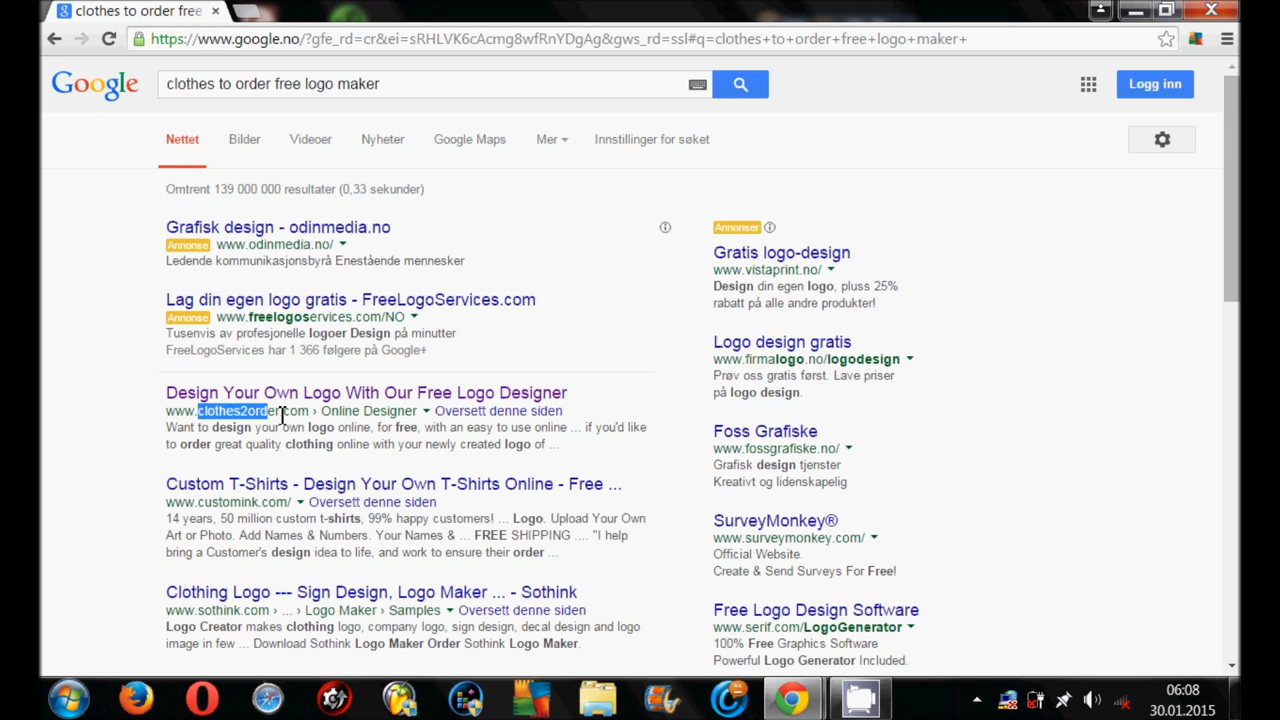 clothes to order free
https://www.google.no/?gfe_rd=cr&ei=sRHLVK6cAcmg8wfRnYDgAg&gws_rd=ssl#q=clothes+to+order+free+logo+maker+
Google
clothes to order free logo maker
Logg inn
Nettet Bilder Videoer Nyheter Google Maps Mer Innstillinger for søket
Omtrent 139 000 000 resultater (0,33 sekunder)
Grafisk design - odinmedia.no
Annonse www.odinmedia.no/
Ledende kommunikasjonsbyrå Enestående mennesker
Lag din egen logo gratis - FreeLogoServices.com
Annonse www.freelogoservices.com/NO
Tusenvis av profesjonelle logoer Design på minutter
FreeLogoServices har 1 366 følgere på Google+
Design Your Own Logo With Our Free Logo Designer
www.clothes2order.com › Online Designer Oversett denne siden
Want to design your own logo online, for free, with an easy to use online ... if you'd like
to order great quality clothing online with your newly created logo of ...
Custom T-Shirts - Design Your Own T-Shirts Online - Free ...
www.customink.com/ Oversett denne siden
14 years, 50 million custom t-shirts, 99% happy customers! ... Logo. Upload Your Own
Art or Photo. Add Names & Numbers. Your Names & ... FREE SHIPPING .... "I help
bring a Customer's design idea to life, and work to ensure their order ...
Clothing Logo --- Sign Design, Logo Maker ... - Sothink
www.sothink.com › ... › Logo Maker › Samples Oversett denne siden
Logo Creator makes clothing logo, company logo, sign design, decal design and logo
image in few ... Download Sothink Logo Maker Order Sothink Logo Maker.
Annonser
Gratis logo-design
www.vistaprint.no/
Design din egen logo, pluss 25%
rabatt på alle andre produkter!
Logo design gratis
www.firmalogo.no/logodesign
Prøv oss gratis først. Lave priser
på logo design.
Foss Grafiske
www.fossgrafiske.no/
Grafisk design tjenster
Kreativt og lidenskapelig
SurveyMonkey®
www.surveymonkey.com/
Official Website.
Create & Send Surveys For Free!
Free Logo Design Software
www.serif.com/LogoGenerator
100% Free Graphics Software
Powerful Logo Generator Included.
06:08
30.01.2015